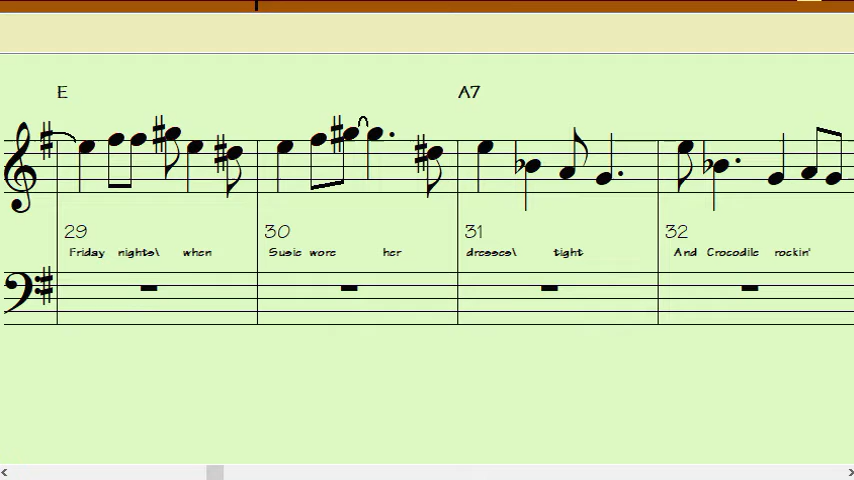 E A7
29 30 31 32
Friday nights\ when Susie wore her dresses\ tight And Crocodile rockin'